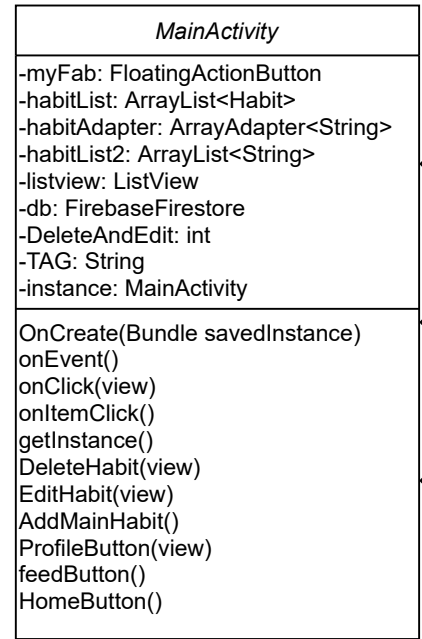 MainActivity
-myFab: FloatingActionButton
-habitList: ArrayList<Habit>
-habitAdapter: ArrayAdapter<String>
-habitList2: ArrayList<String>
-listview: ListView
-db: FirebaseFirestore
-DeleteAndEdit: int
-TAG: String
-instance: MainActivity
OnCreate(Bundle savedInstance)
onEvent()
onClick(view)
onItemClick()
getInstance()
DeleteHabit(view)
EditHabit(view)
AddMainHabit()
ProfileButton(view)
feedButton()
HomeButton()